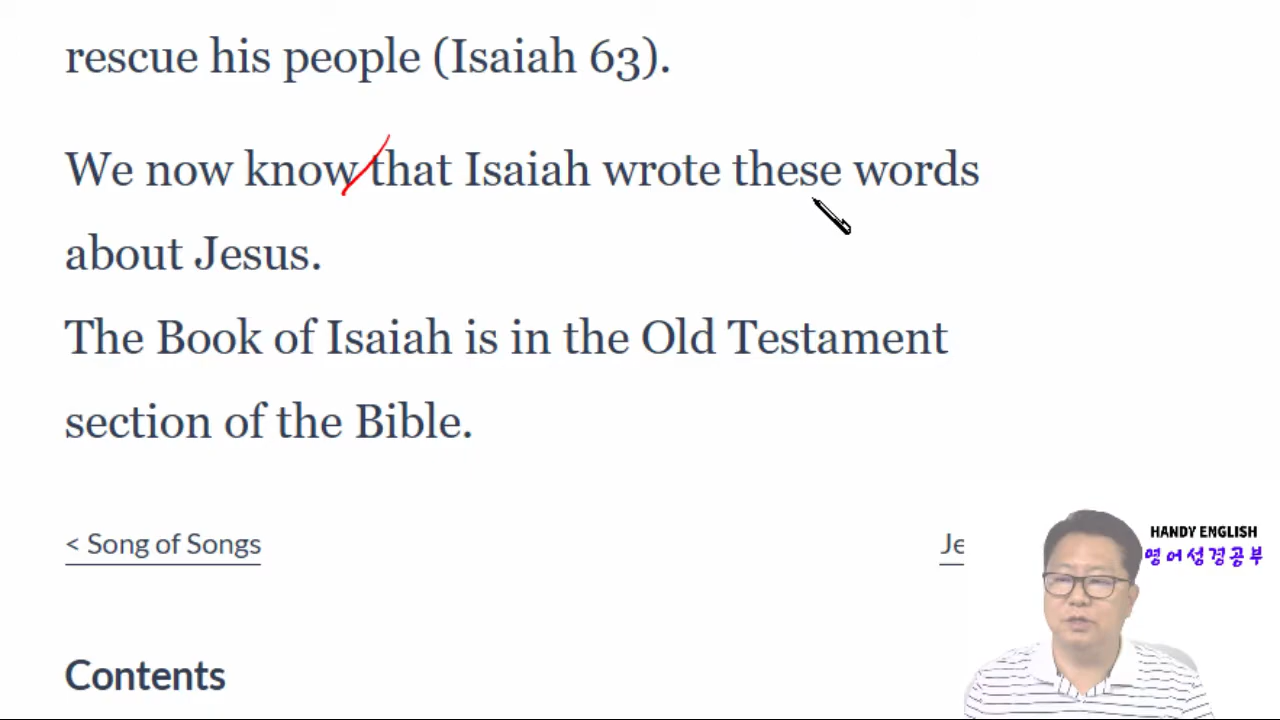 rescue his people (Isaiah 63).
We now know that Isaiah wrote these words
about Jesus.
The Book of Isaiah is in the Old Testament
section of the Bible.
< Song of Songs
Je
HANDY ENGLISH
영어성경공부
Contents